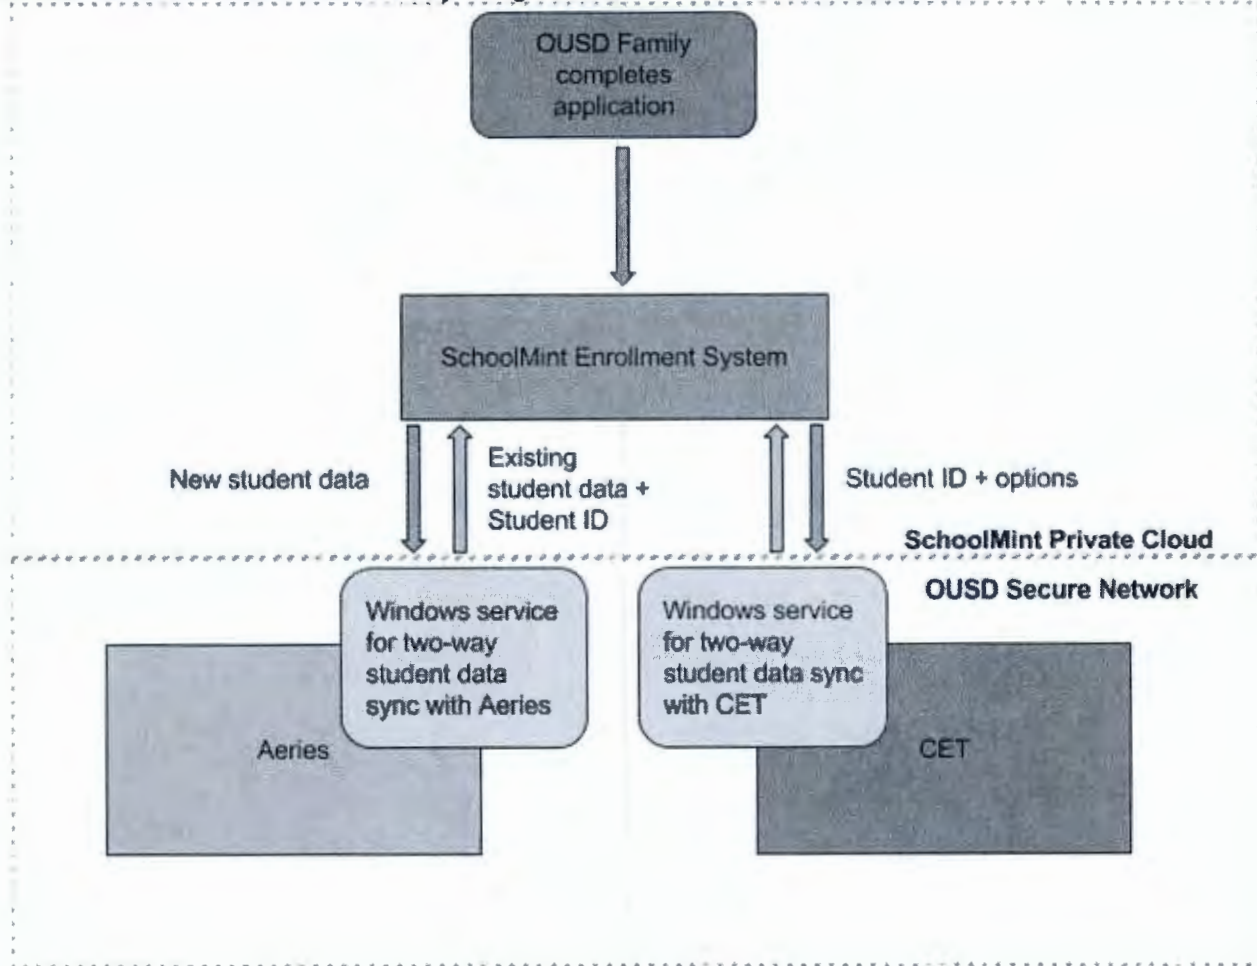 OUSD Family
completes
application
SchoolMint Enrollment System
New student data
Existing
student data +
Student ID
Student ID + options
SchoolMint Private Cloud
OUSD Secure Network
Windows service
for two-way
student data
sync with Aeries
Windows service
for two-way
student data sync
with CET
Aeries
CET